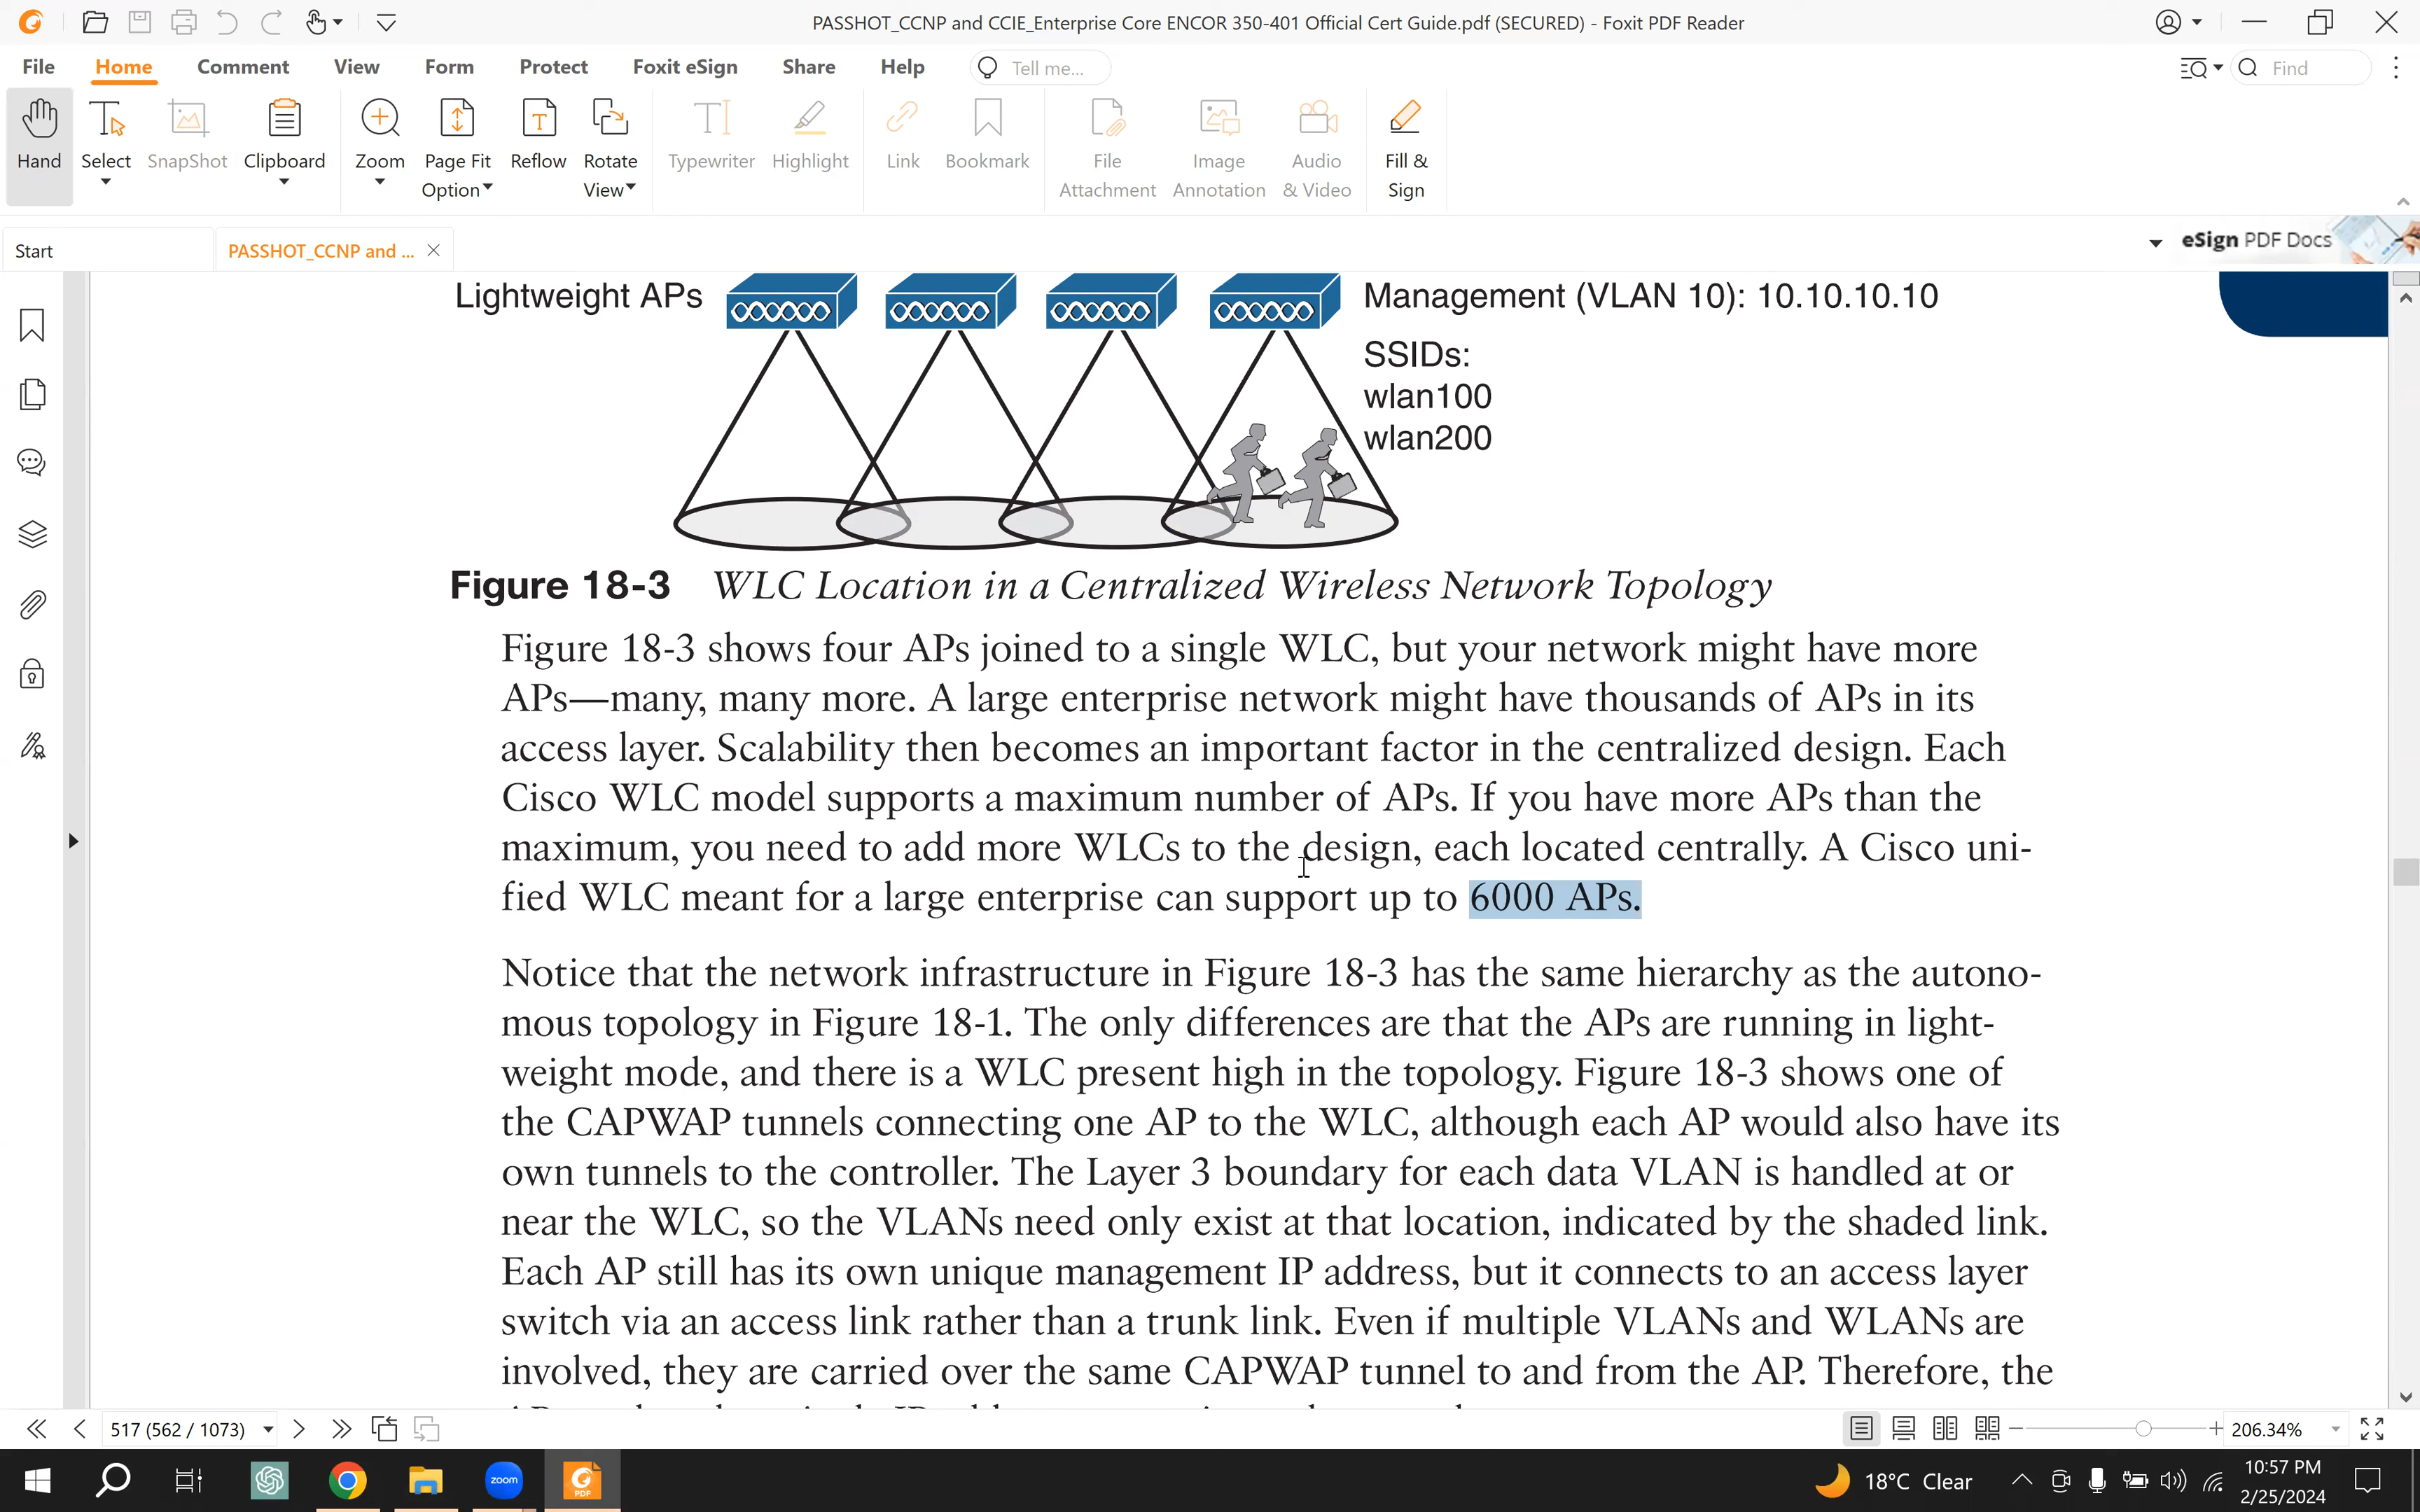 PASSHOT_CCNP and CCIE_Enterprise Core ENCOR 350-401 Official Cert Guide.pdf (SECURED) - Foxit PDF Reader
File Home Comment View Form Protect Foxit eSign Share Help Tell me... Find
Hand Select SnapShot Clipboard Zoom Page Fit Option Reflow Rotate View Typewriter Highlight Link Bookmark File Attachment Image Annotation Audio & Video Fill & Sign
Start PASSHOT_CCNP and ... eSign PDF Docs
Lightweight APs Management (VLAN 10): 10.10.10.10
SSIDs:
wlan100
wlan200
Figure 18-3 WLC Location in a Centralized Wireless Network Topology
Figure 18-3 shows four APs joined to a single WLC, but your network might have more
APs—many, many more. A large enterprise network might have thousands of APs in its
access layer. Scalability then becomes an important factor in the centralized design. Each
Cisco WLC model supports a maximum number of APs. If you have more APs than the
maximum, you need to add more WLCs to the design, each located centrally. A Cisco uni-
fied WLC meant for a large enterprise can support up to 6000 APs.
Notice that the network infrastructure in Figure 18-3 has the same hierarchy as the autono-
mous topology in Figure 18-1. The only differences are that the APs are running in light-
weight mode, and there is a WLC present high in the topology. Figure 18-3 shows one of
the CAPWAP tunnels connecting one AP to the WLC, although each AP would also have its
own tunnels to the controller. The Layer 3 boundary for each data VLAN is handled at or
near the WLC, so the VLANs need only exist at that location, indicated by the shaded link.
Each AP still has its own unique management IP address, but it connects to an access layer
switch via an access link rather than a trunk link. Even if multiple VLANs and WLANs are
involved, they are carried over the same CAPWAP tunnel to and from the AP. Therefore, the
517 (562 / 1073) 206.34%
zoom PDF 18°C Clear 10:57 PM
2/25/2024